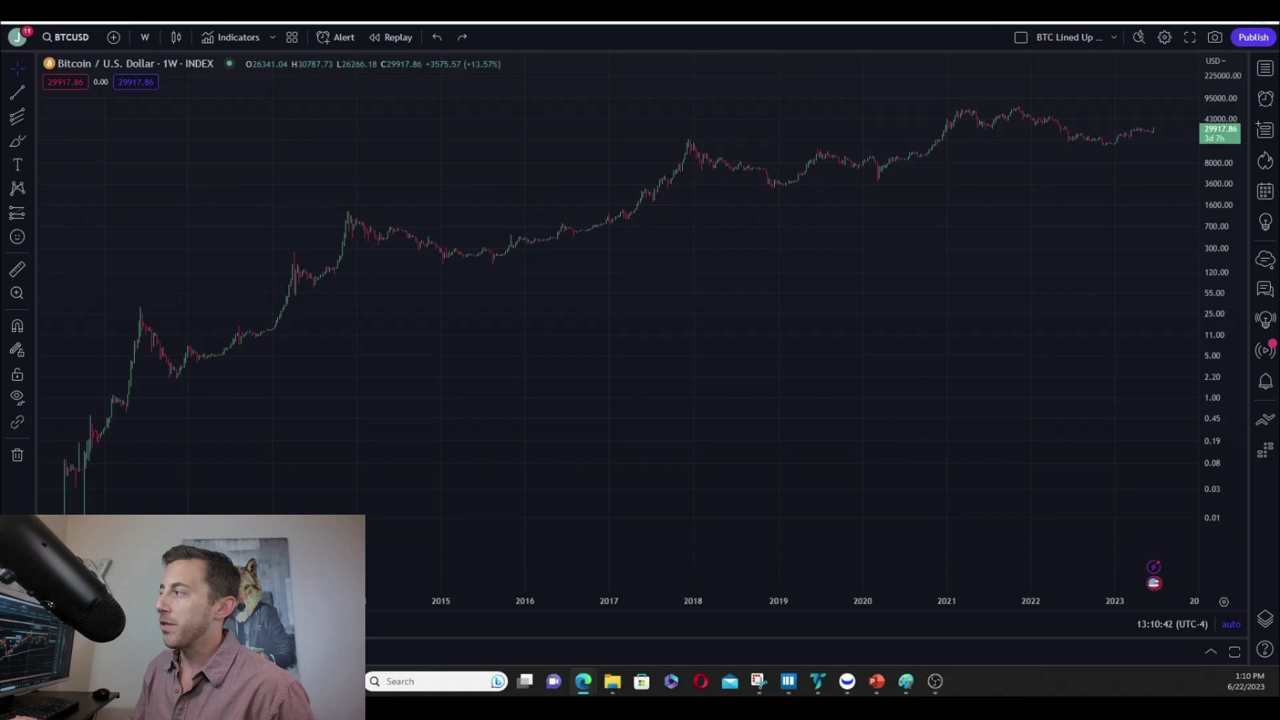 J
11
BTCUSD
W
Indicators
Alert
Replay
BTC Lined Up ...
Publish
Bitcoin / U.S. Dollar · 1W · INDEX
O26341.04 H30787.73 L26266.18 C29917.86 +3575.57 (+13.57%)
29917.86
0.00
29917.86
USD
225000.00
95000.00
43000.00
29917.86
3d 7h
8000.00
3600.00
1600.00
700.00
300.00
120.00
55.00
25.00
11.00
5.00
2.20
1.00
0.45
0.19
0.08
0.03
0.01
2015
2016
2017
2018
2019
2020
2021
2022
2023
20
13:10:42 (UTC-4)
auto
Search
1:10 PM
6/22/2023